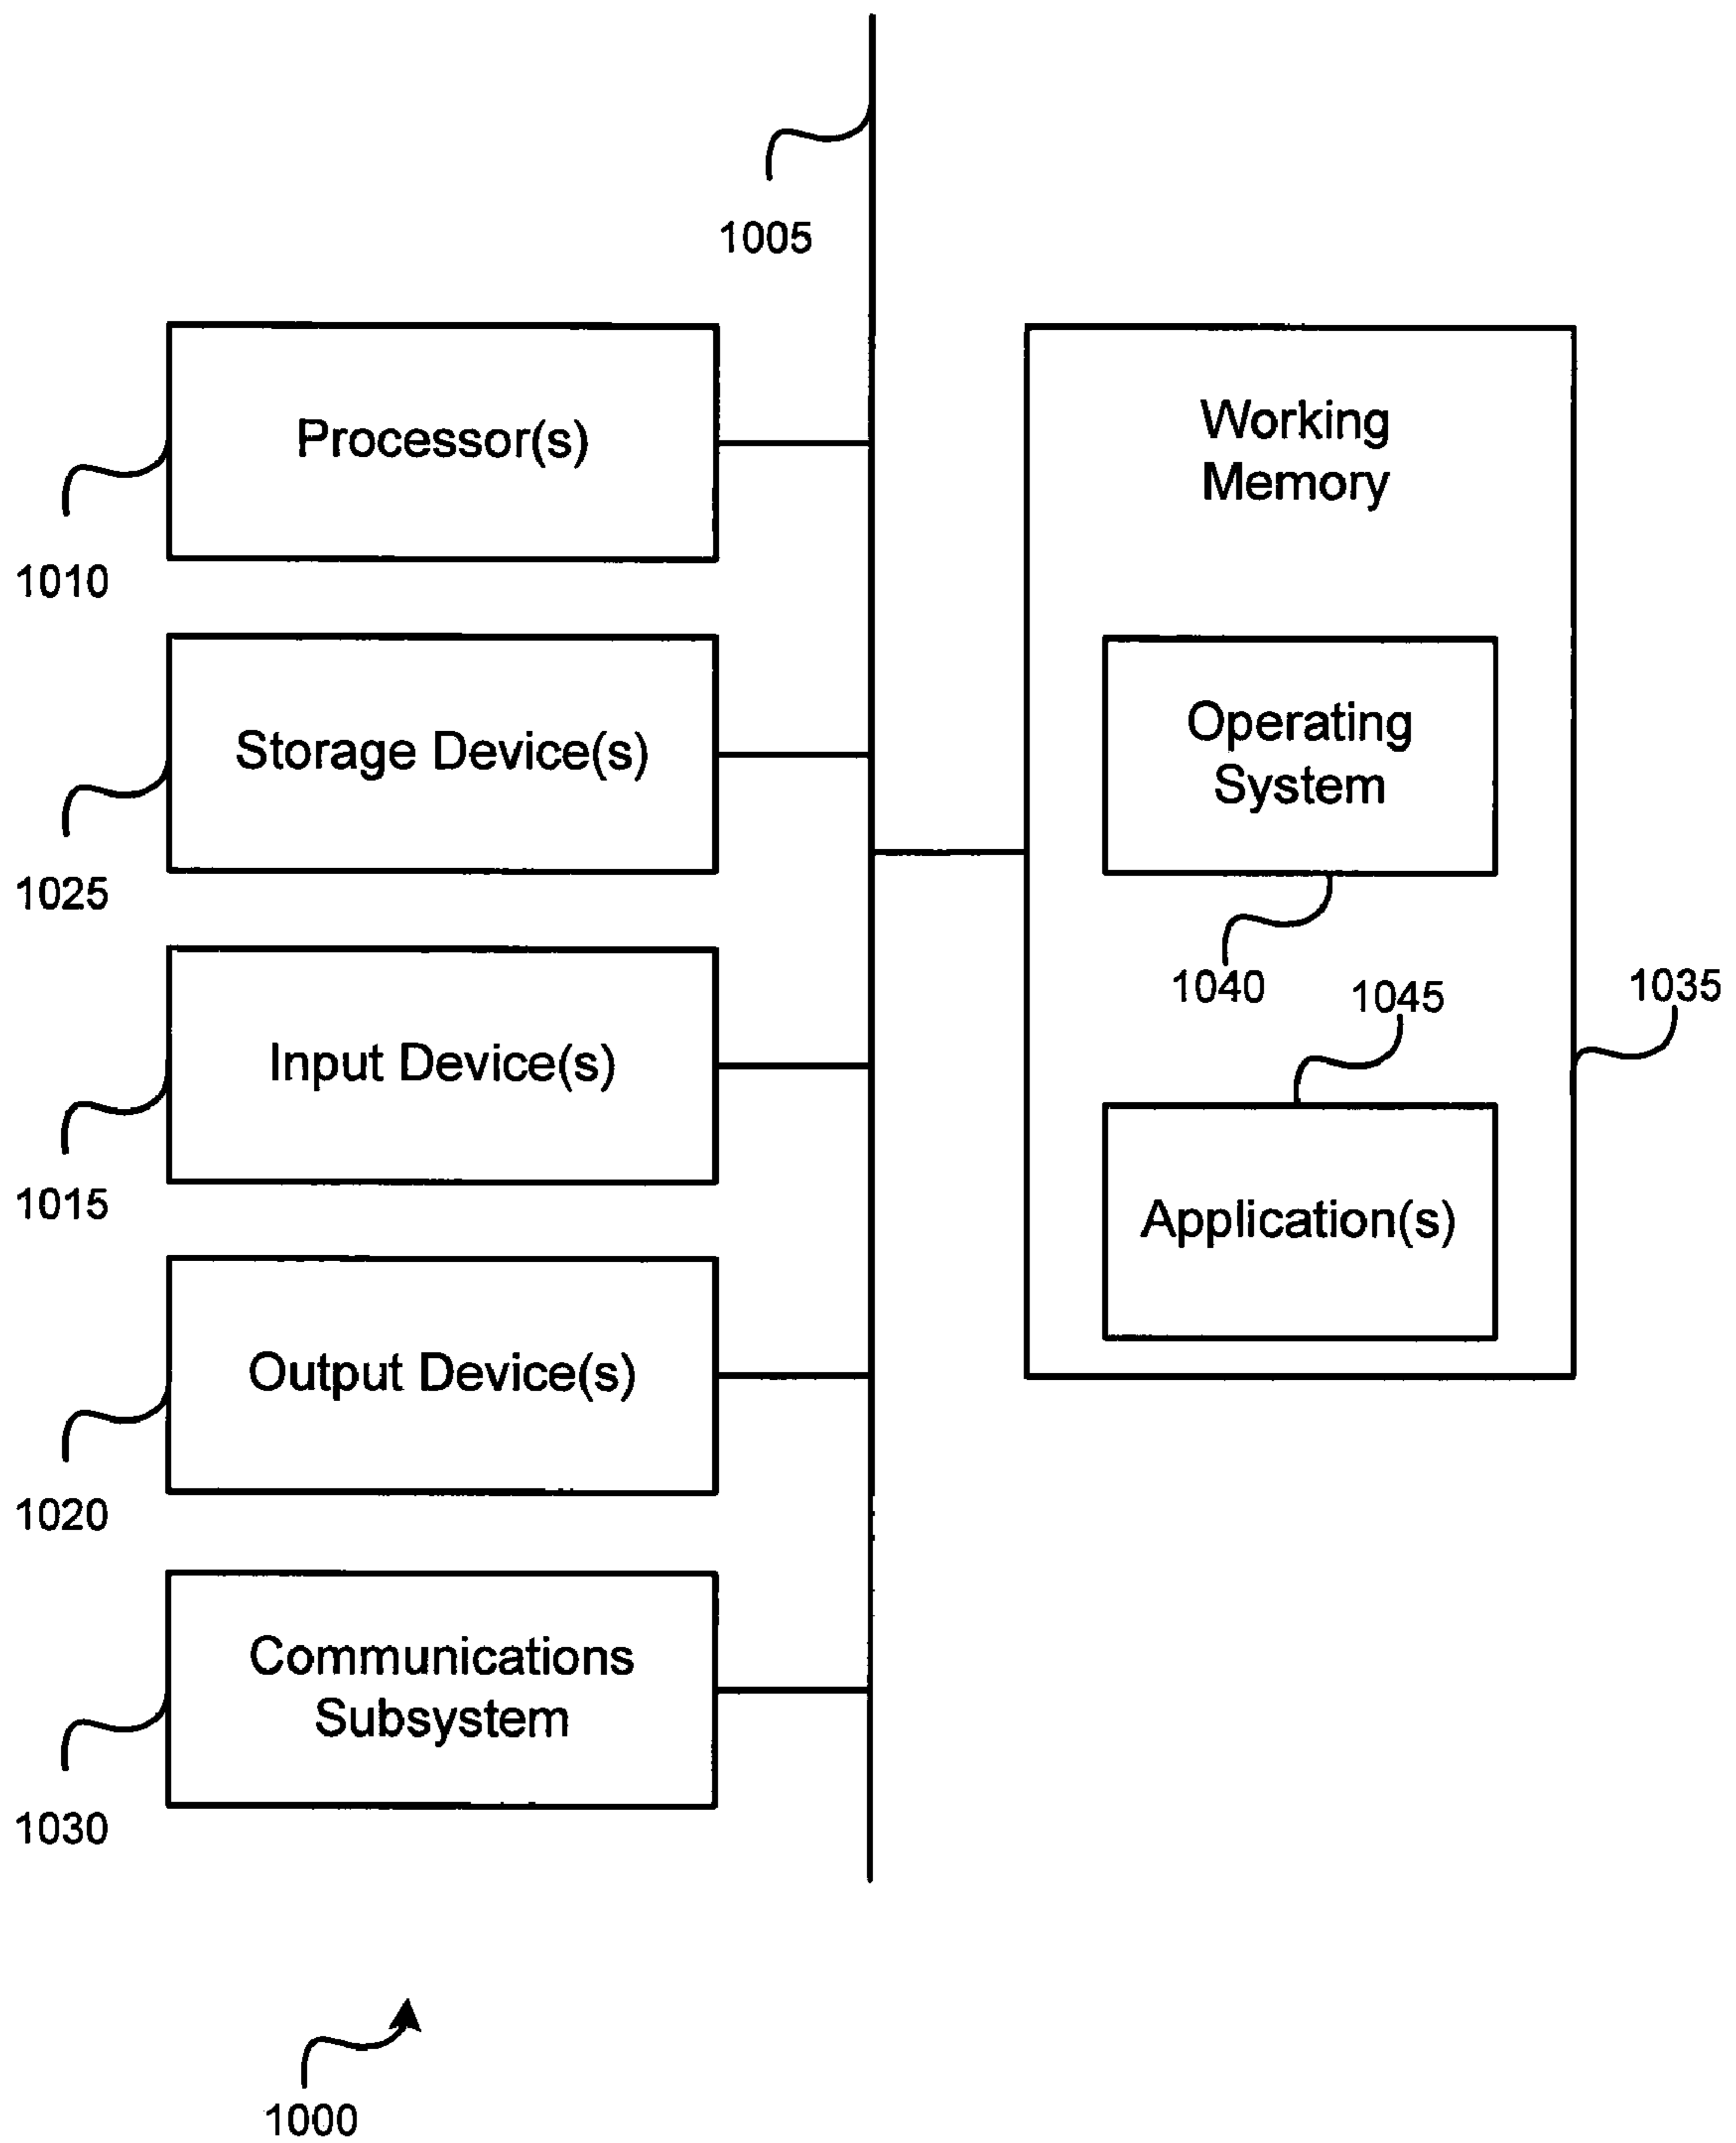 1005
Processor(s)
1010
Storage Device(s)
1025
Input Device(s)
1015
Output Device(s)
1020
Communications
Subsystem
1030
Working
Memory
Operating
System
1040
1045
1035
Application(s)
1000